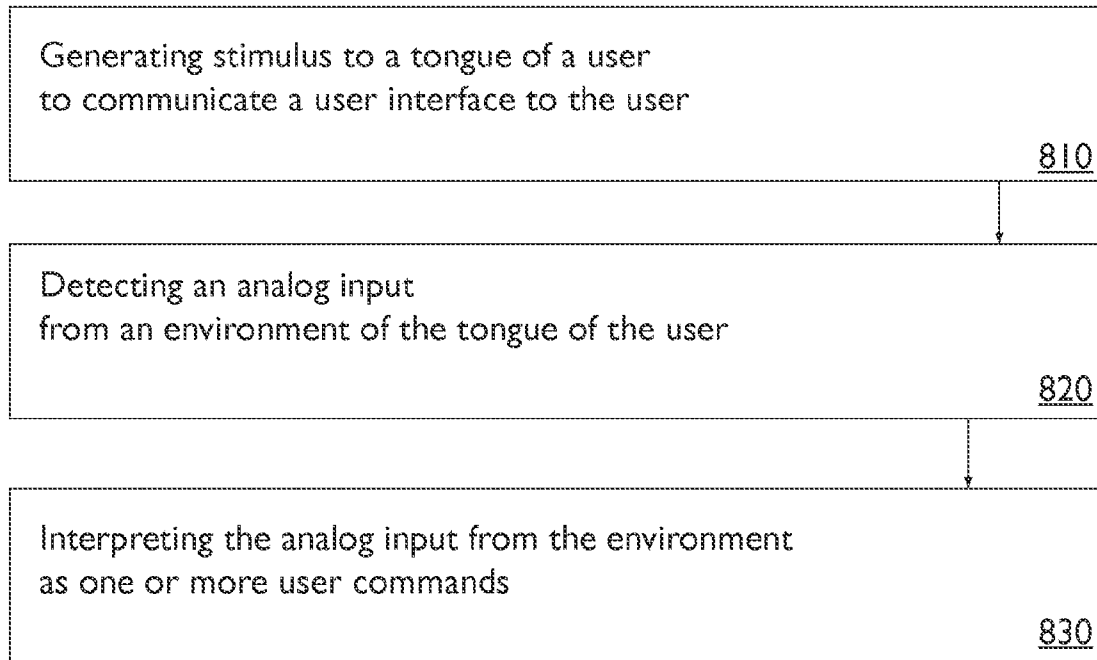 Generating stimulus to a tongue of a user
to communicate a user interface to the user
810
Detecting an analog input
from an environment of the tongue of the user
820
Interpreting the analog input from the environment
as one or more user commands
830